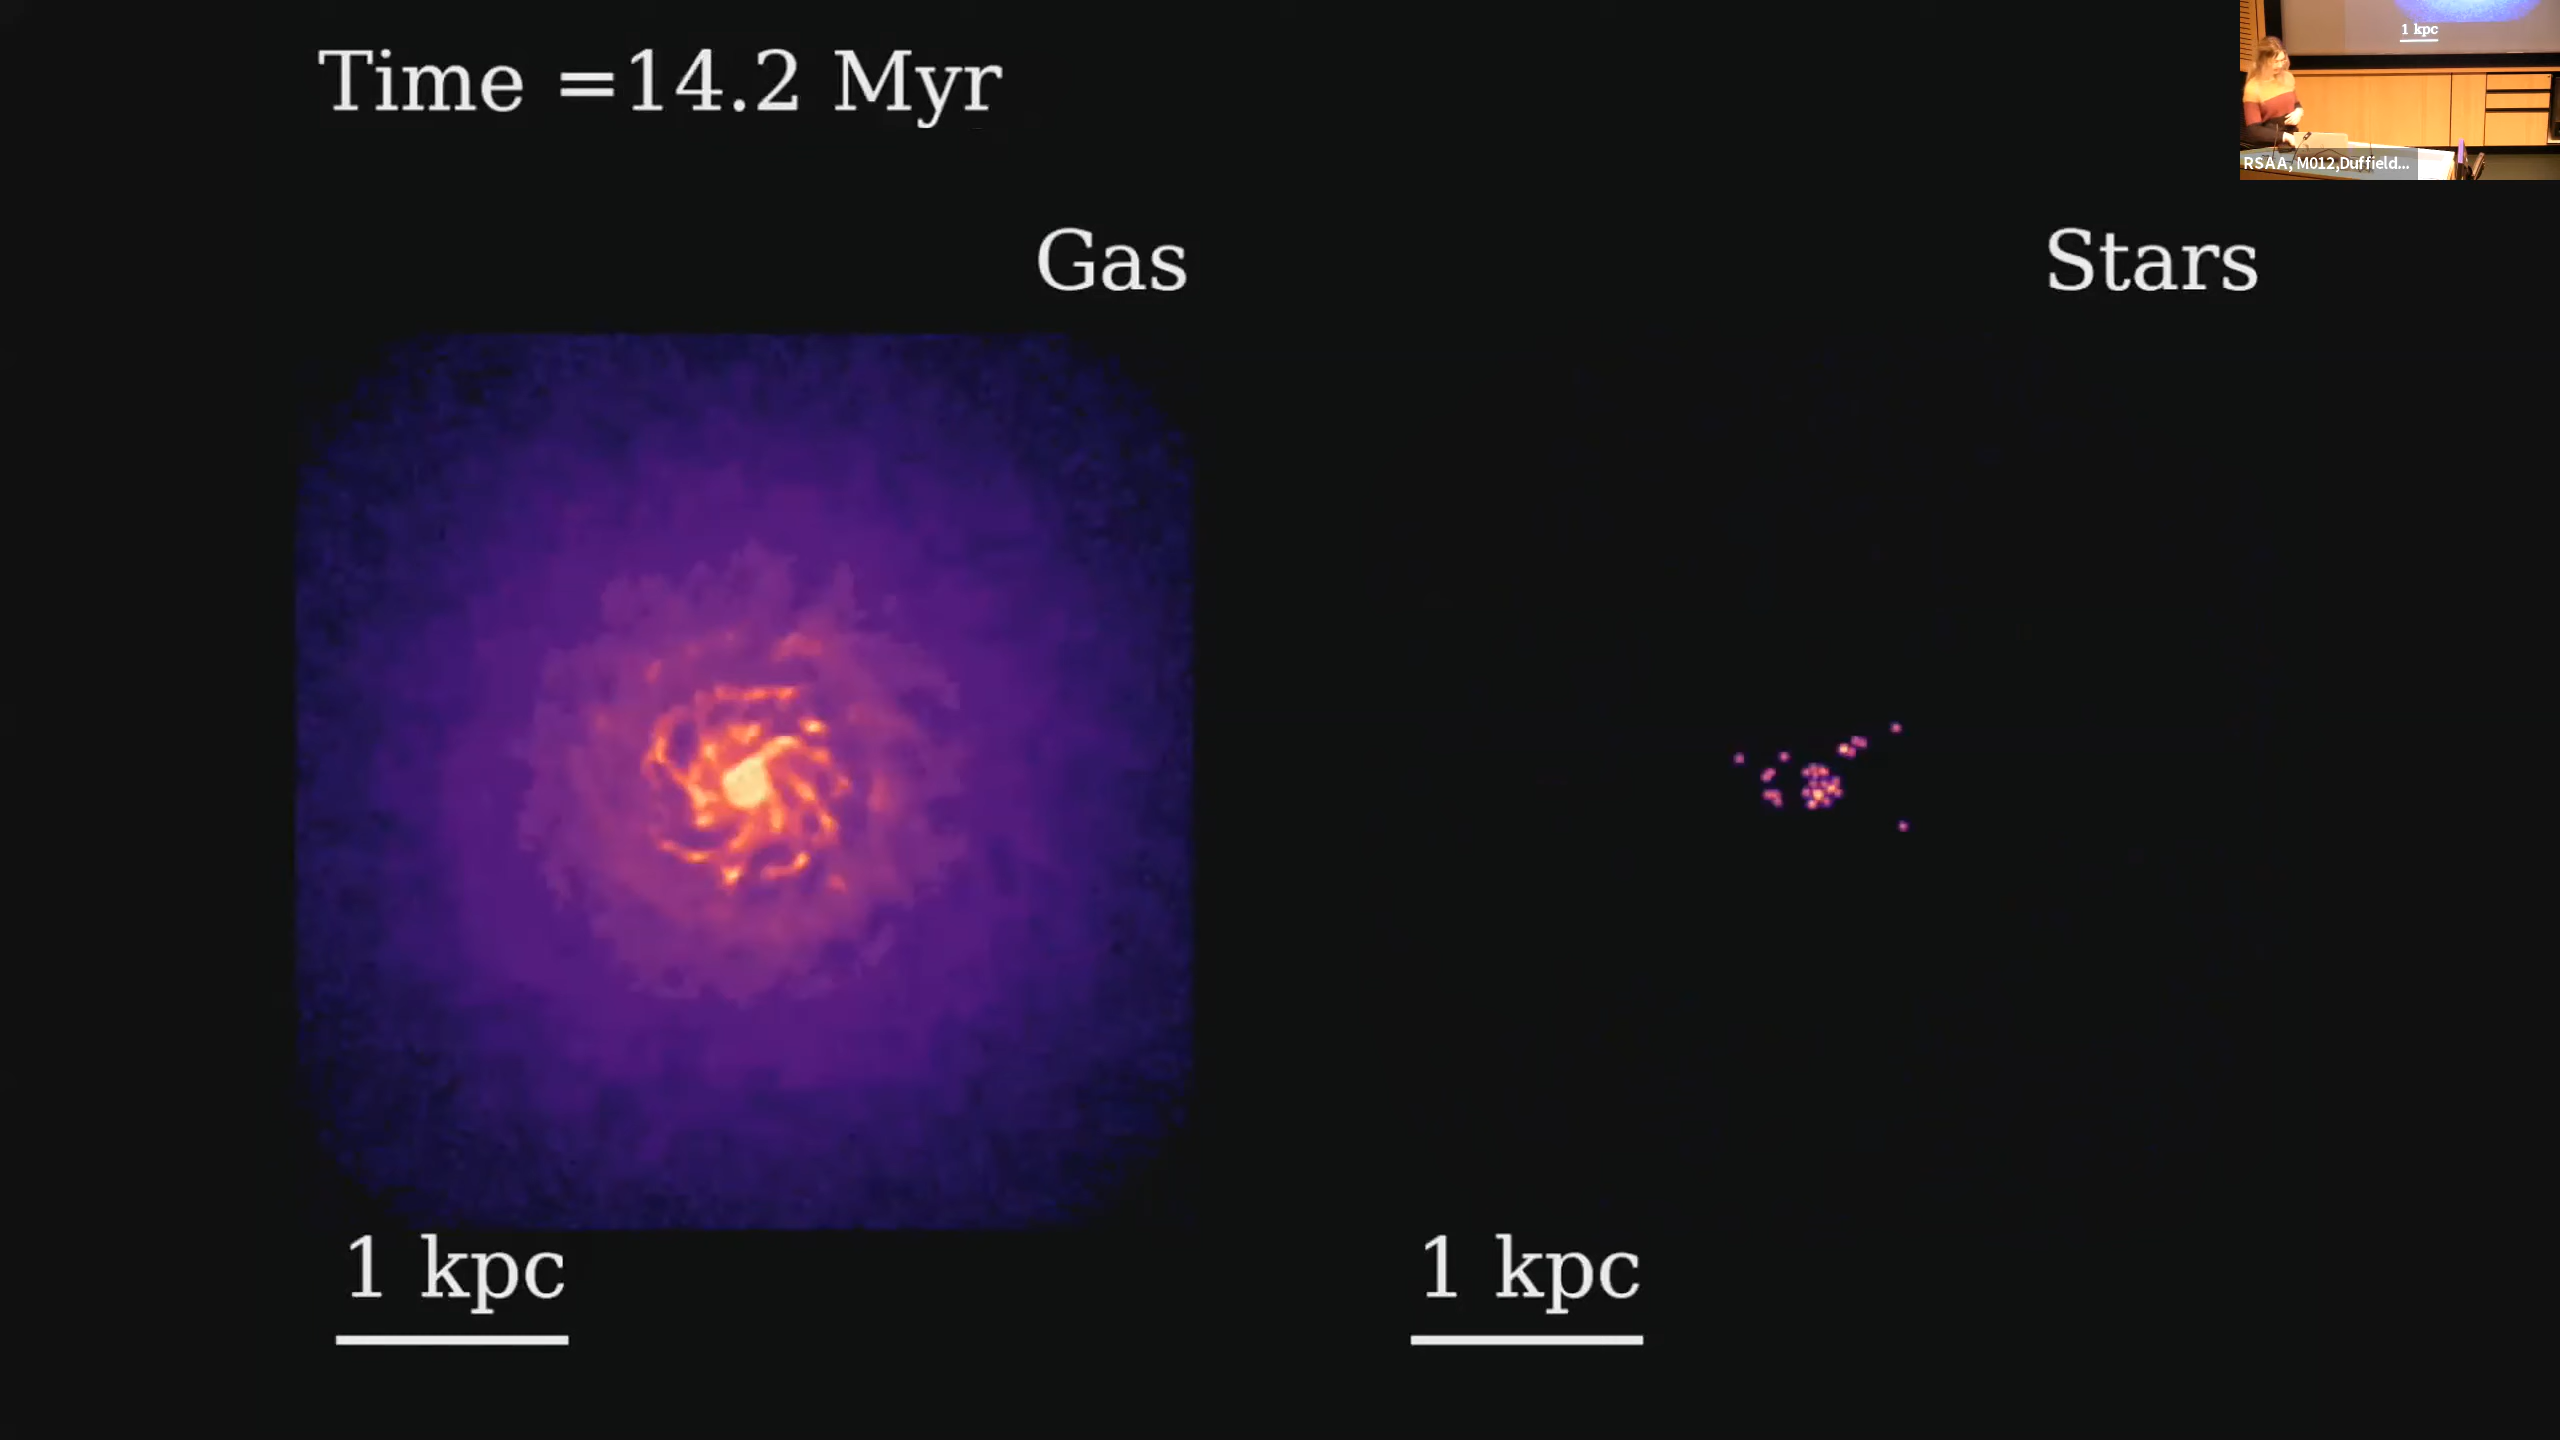 Time =14.2 Myr
1 kpc
RSAA, M012,Duffield...
Gas
Stars
1 kpc
1 kpc